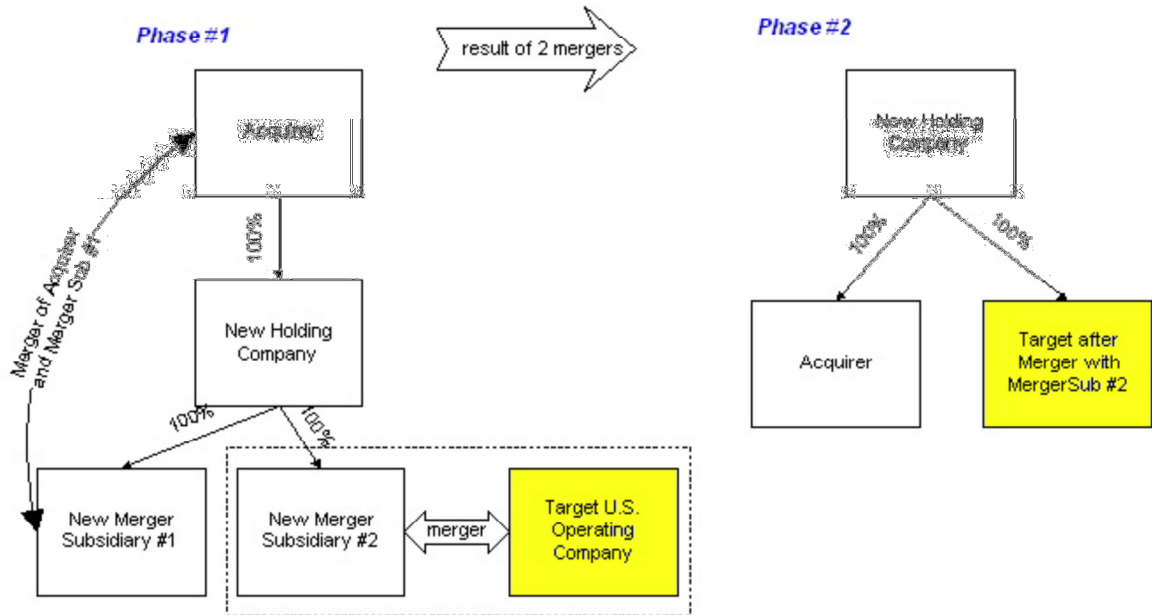 Phase #1
result of 2 mergers
Phase #2
Acquirer
New Holding
Company
100%
100%
100%
Merger of Acquirer
and Merger Sub #1
New Holding
Company
Acquirer
Target after
Merger with
MergerSub #2
100%
100%
New Merger
Subsidiary #1
New Merger
Subsidiary #2
merger
Target U.S.
Operating
Company